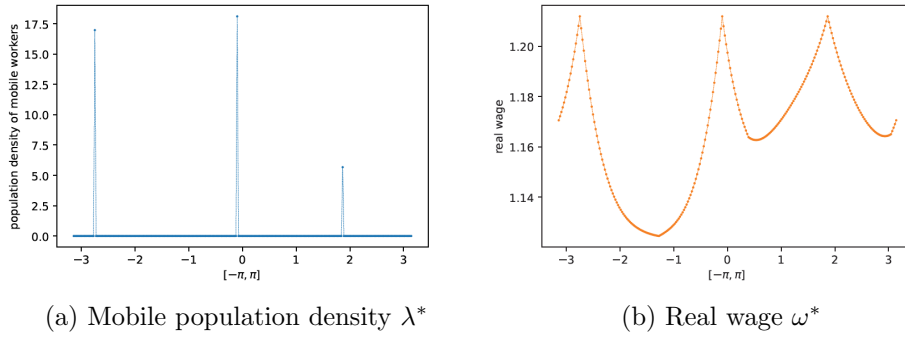 population density of mobile workers
17.5
15.0
12.5
10.0
7.5
5.0
2.5
0.0
−3 −2 −1 0 1 2 3
[−π, π]
(a) Mobile population density λ*
real wage
1.20
1.18
1.16
1.14
−3 −2 −1 0 1 2 3
[−π, π]
(b) Real wage ω*